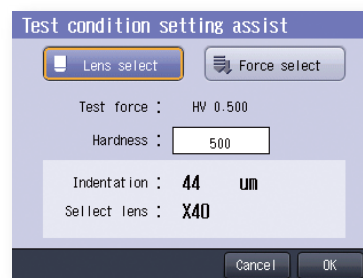 Test condition setting assist
Lens select
Force select
Test force : HV 0.500
Hardness : 500
Indentation : 44 um
Sellect lens : X40
Cancel OK